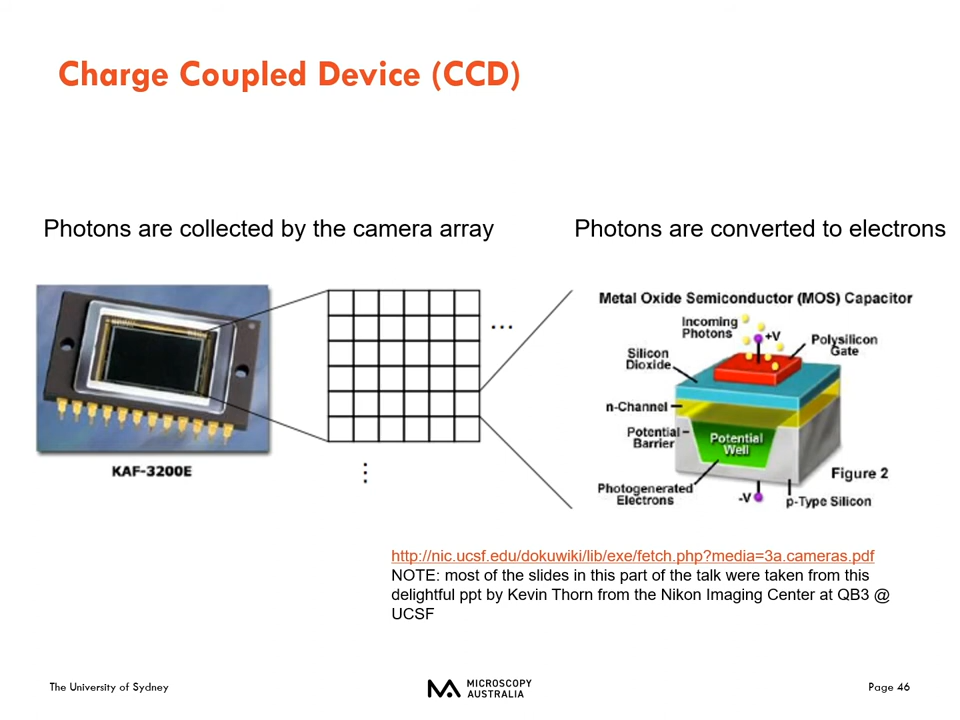 Charge Coupled Device (CCD)
Photons are collected by the camera array
Photons are converted to electrons
KAF-3200E
...
Metal Oxide Semiconductor (MOS) Capacitor
Incoming
Photons
+V
Polysilicon
Gate
Silicon
Dioxide
n-Channel
Potential
Barrier
Potential
Well
Figure 2
Photogenerated
Electrons
-V
p-Type Silicon
http://nic.ucsf.edu/dokuwiki/lib/exe/fetch.php?media=3a.cameras.pdf
NOTE: most of the slides in this part of the talk were taken from this
delightful ppt by Kevin Thorn from the Nikon Imaging Center at QB3 @
UCSF
The University of Sydney
MICROSCOPY
AUSTRALIA
Page 46